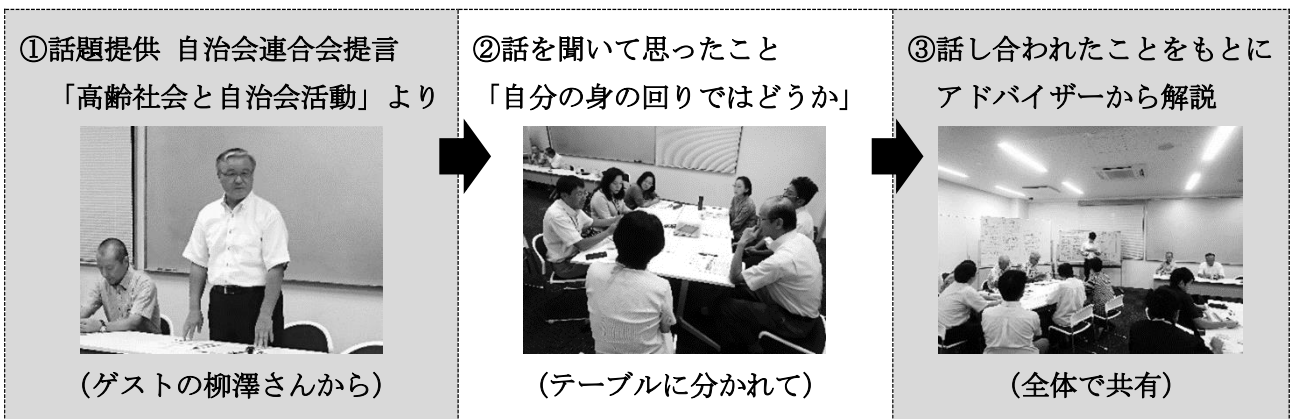 ①話題提供 自治会連合会提言
「高齢社会と自治会活動」より
(ゲストの柳澤さんから)
②話を聞いて思ったこと
「自分の身の回りではどうか」
(テーブルに分かれて)
③話し合われたことをもとに
アドバイザーから解説
(全体で共有)